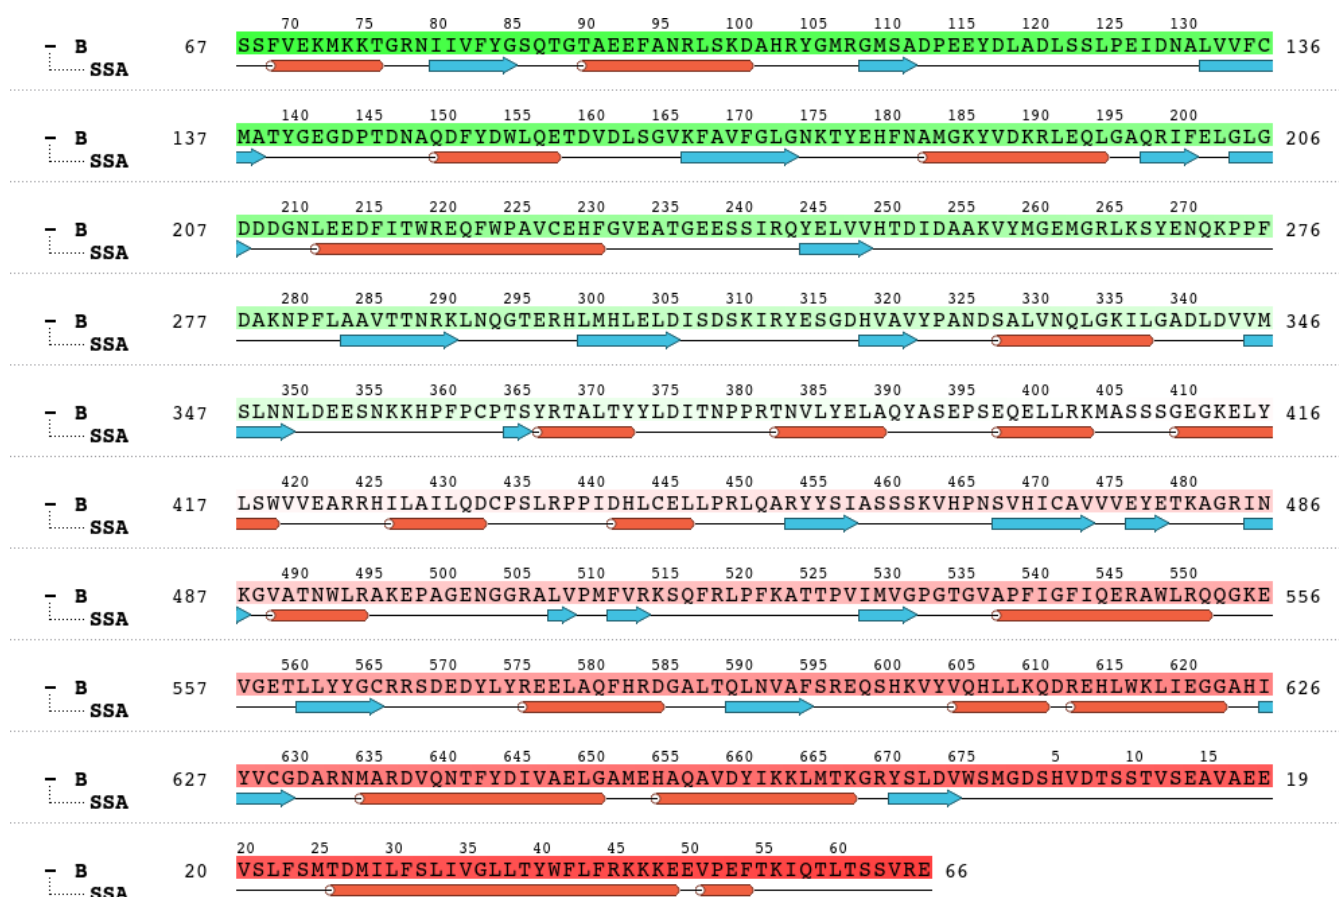 70 75 80 85 90 95 100 105 110 115 120 125 130
- B 67 SSFVEKMKKTGRNIIVFYGSQTGTAEEFANRLSKDAHRYGMRGMSADPEEYDLADLSSLPEIDNALVVFC 136
SSA
140 145 150 155 160 165 170 175 180 185 190 195 200
- B 137 MATYGEGDPTDNAQDFYDWLQETDVDLSGVKFAVFGLGNKTYEHFNAMGKYVDKRLEQLGAQRIFELGLG 206
SSA
210 215 220 225 230 235 240 245 250 255 260 265 270
- B 207 DDDGNLEEDFITWREQFWPAVCEHFGVEATGEESSIRQYELVVHTDIDAAKVYMGEMGRLKSYENQKPPF 276
SSA
280 285 290 295 300 305 310 315 320 325 330 335 340
- B 277 DAKNPFLAAVTTNRKLNQGTERHLMHLELDISDSKIRYESGDHVAVYPANDSALVNQLGKILGADLDVVM 346
SSA
350 355 360 365 370 375 380 385 390 395 400 405 410
- B 347 SLNNLDEESNKKHPFPCPTSYRTALTYYLDITNPPRTNVLYELAQYASEPSEQELLRKMASSSGEGKELY 416
SSA
420 425 430 435 440 445 450 455 460 465 470 475 480
- B 417 LSWVVEARRHILAILQDCPSLRPPIDHLCELLPRLQARYYSIASSSKVHPNSVHICAVVVEYETKAGRIN 486
SSA
490 495 500 505 510 515 520 525 530 535 540 545 550
- B 487 KGVATNWLRAKEPAGENGGRALVPMFVRKSQFRLPFKATTPVIMVGPGTGVAPFIGFIQERAWLRQQGKE 556
SSA
560 565 570 575 580 585 590 595 600 605 610 615 620
- B 557 VGETLLYYGCRRSDEDYLYREELAQFHRDGALTQLNVAFSREQSHKVYVQHLLKQDREHLWKLIEGGAHI 626
SSA
630 635 640 645 650 655 660 665 670 675 5 10 15
- B 627 YVCGDARNMARDVQNTFYDIVAELGAMEHAQAVDYIKKLMTKGRYSLDVWSMGDSHVDTSSTVSEAVAEE 19
SSA
20 25 30 35 40 45 50 55 60
- B 20 VSLFSMTDMILFSLIVGLLTYWFLFRKKKEEVPEFTKIQTLTSSVRE 66
SSA